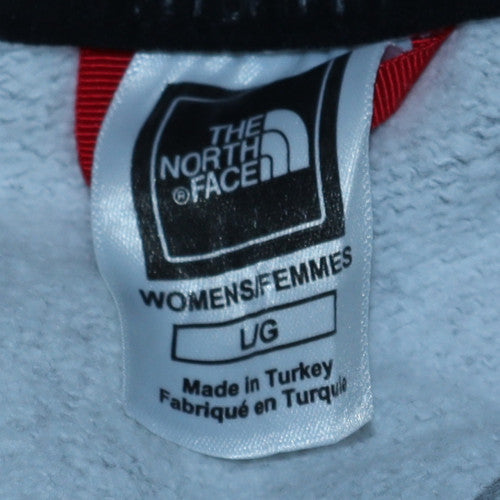 THE
NORTH
®FACE
WOMENS/FEMMES
L/G
Made in Turkey
Fabriqué en Turquie